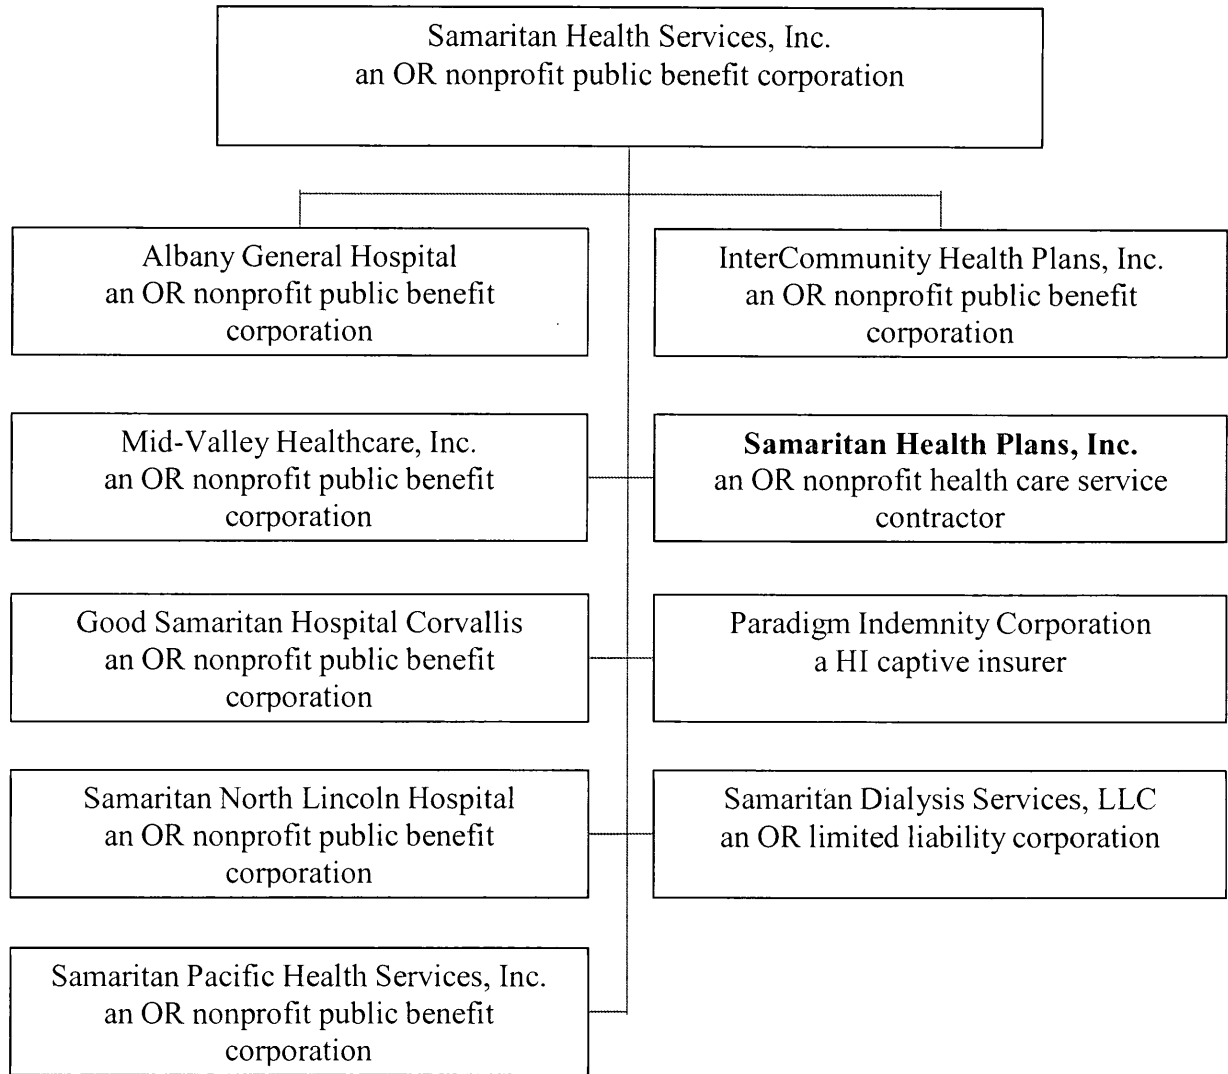 Samaritan Health Services, Inc.
an OR nonprofit public benefit corporation
Albany General Hospital
an OR nonprofit public benefit
corporation
InterCommunity Health Plans, Inc.
an OR nonprofit public benefit
corporation
Mid-Valley Healthcare, Inc.
an OR nonprofit public benefit
corporation
Samaritan Health Plans, Inc.
an OR nonprofit health care service
contractor
Good Samaritan Hospital Corvallis
an OR nonprofit public benefit
corporation
Paradigm Indemnity Corporation
a HI captive insurer
Samaritan North Lincoln Hospital
an OR nonprofit public benefit
corporation
Samaritan Dialysis Services, LLC
an OR limited liability corporation
Samaritan Pacific Health Services, Inc.
an OR nonprofit public benefit
corporation